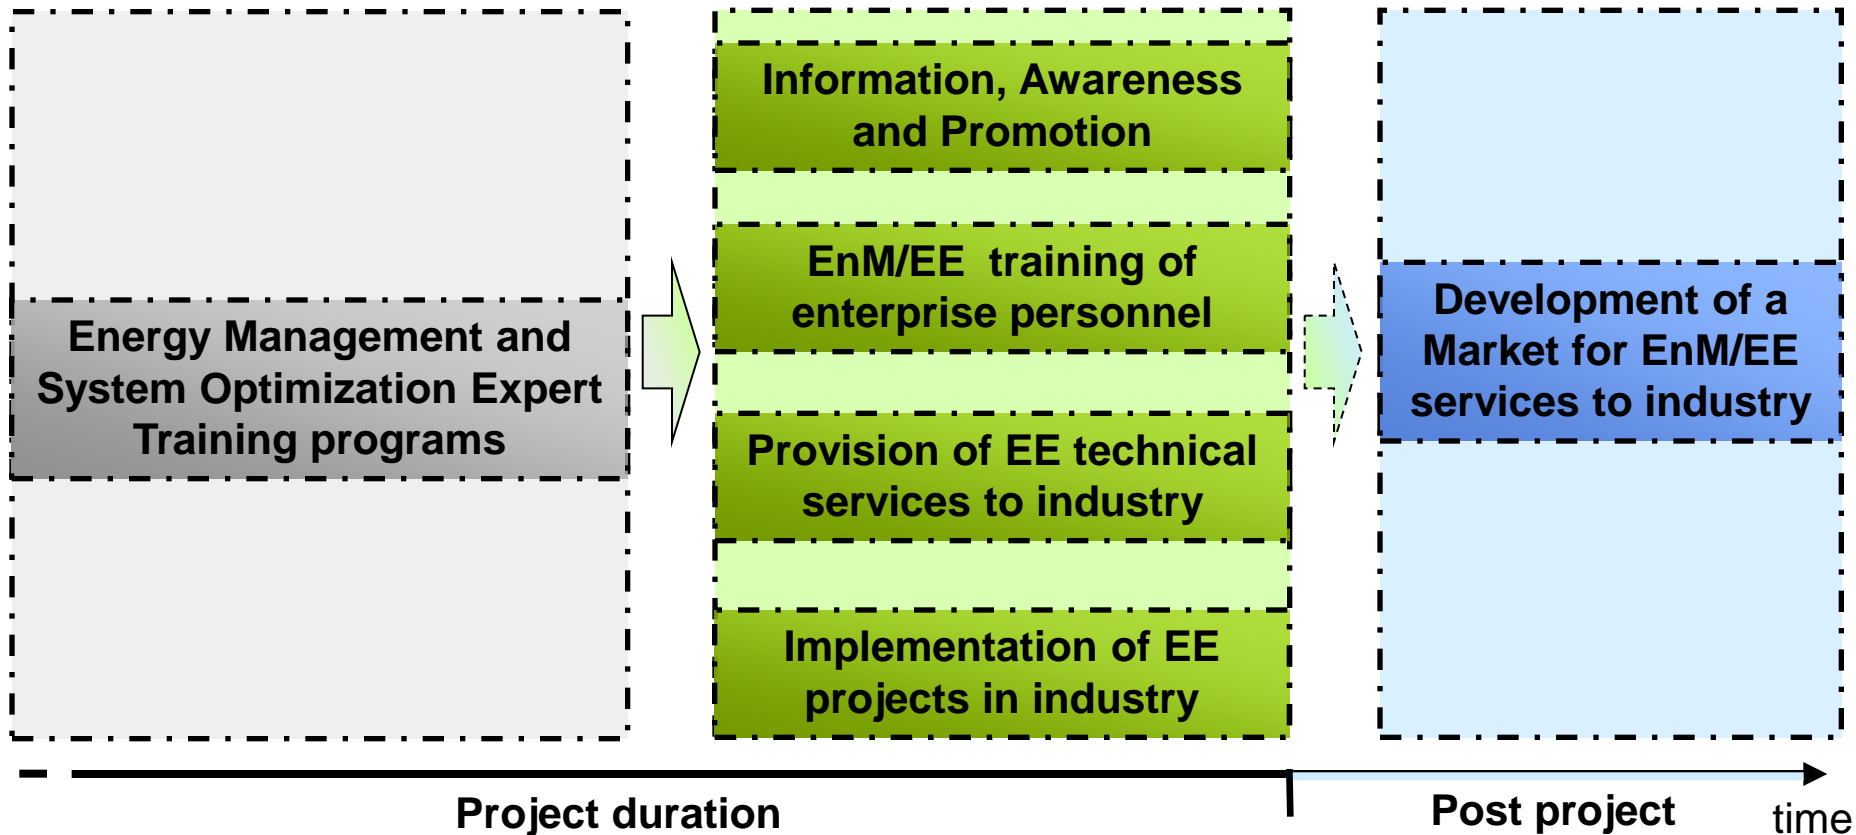 Energy Management and
System Optimization Expert
Training programs
Information, Awareness
and Promotion
EnM/EE training of
enterprise personnel
Provision of EE technical
services to industry
Implementation of EE
projects in industry
Development of a
Market for EnM/EE
services to industry
Project duration
Post project
time